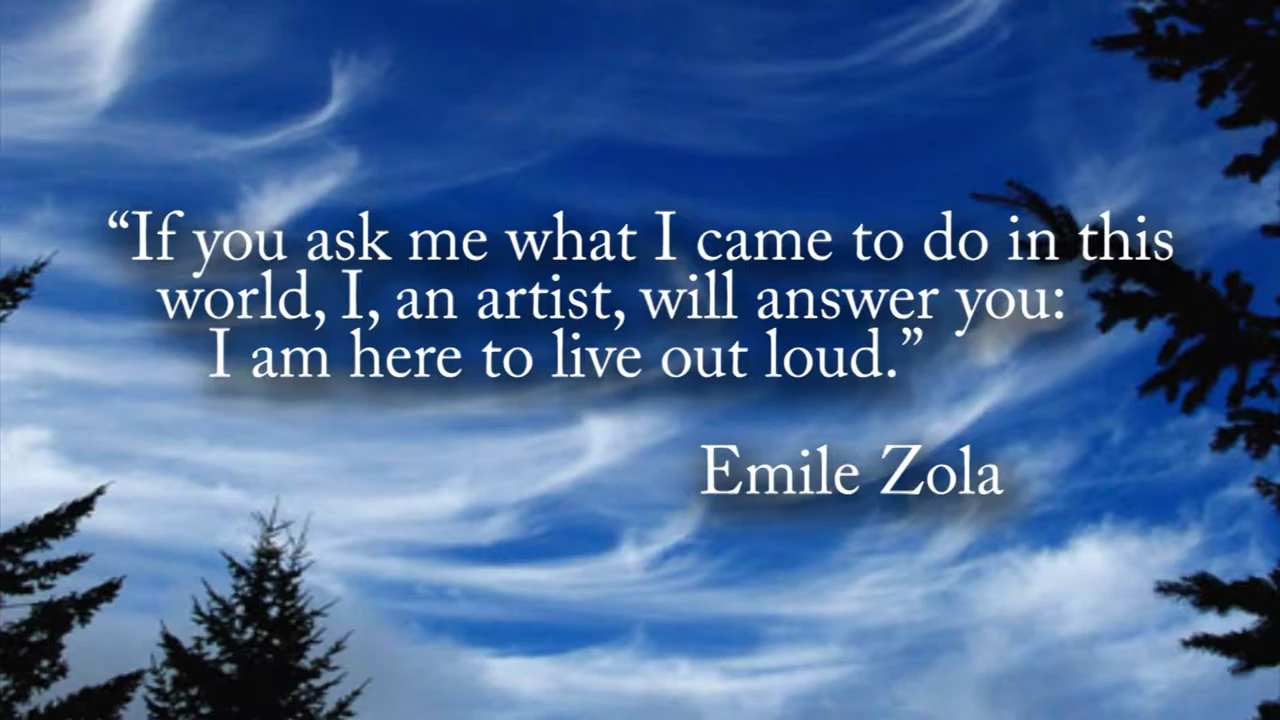 “If you ask me what I came to do in this
world, I, an artist, will answer you:
I am here to live out loud.”
Emile Zola